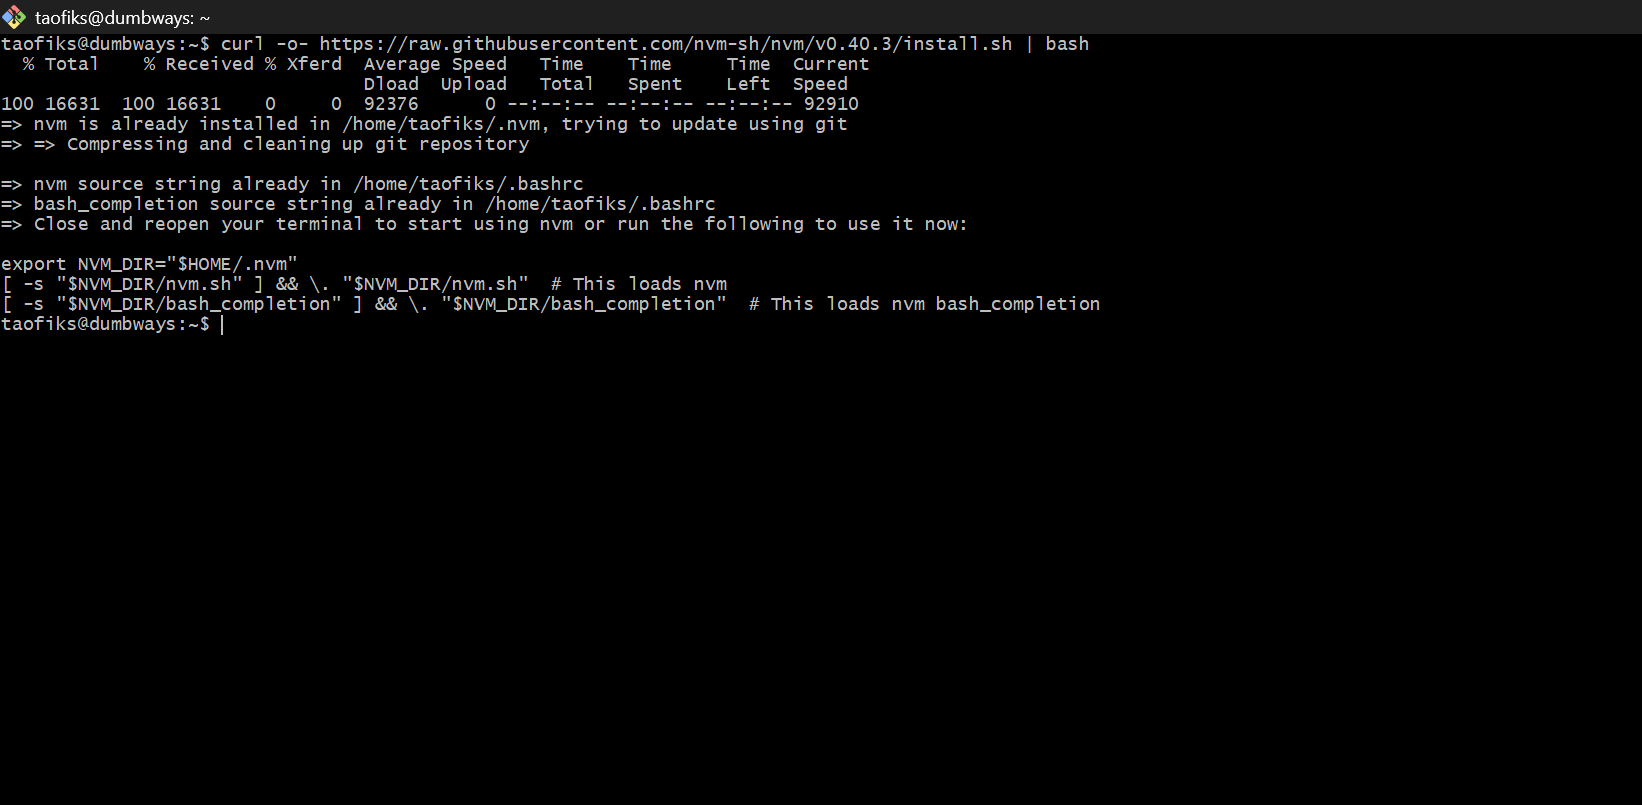 taofiks@dumbways: ~
taofiks@dumbways:~$ curl -o- https://raw.githubusercontent.com/nvm-sh/nvm/v0.40.3/install.sh | bash
  % Total    % Received % Xferd  Average Speed   Time    Time     Time  Current
                                 Dload  Upload   Total   Spent    Left  Speed
100 16631  100 16631    0     0  92376      0 --:--:-- --:--:-- --:--:-- 92910
=> nvm is already installed in /home/taofiks/.nvm, trying to update using git
=> => Compressing and cleaning up git repository

=> nvm source string already in /home/taofiks/.bashrc
=> bash_completion source string already in /home/taofiks/.bashrc
=> Close and reopen your terminal to start using nvm or run the following to use it now:

export NVM_DIR="$HOME/.nvm"
[ -s "$NVM_DIR/nvm.sh" ] && \. "$NVM_DIR/nvm.sh"  # This loads nvm
[ -s "$NVM_DIR/bash_completion" ] && \. "$NVM_DIR/bash_completion"  # This loads nvm bash_completion
taofiks@dumbways:~$